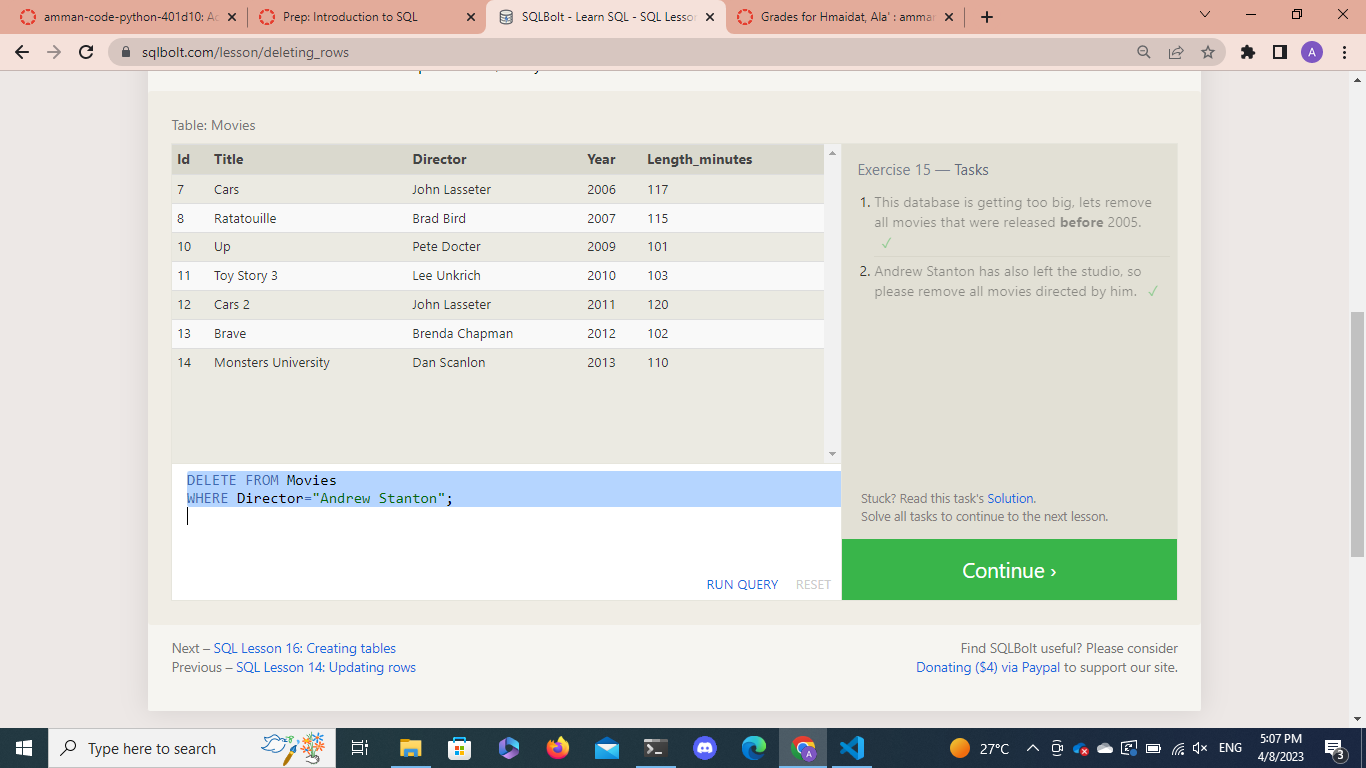 amman-code-python-401d10: Ac
Prep: Introduction to SQL
SQLBolt - Learn SQL - SQL Lesso
Grades for Hmaidat, Ala' : amma
sqlbolt.com/lesson/deleting_rows
A
Table: Movies
Id Title Director Year Length_minutes
7 Cars John Lasseter 2006 117
8 Ratatouille Brad Bird 2007 115
10 Up Pete Docter 2009 101
11 Toy Story 3 Lee Unkrich 2010 103
12 Cars 2 John Lasseter 2011 120
13 Brave Brenda Chapman 2012 102
14 Monsters University Dan Scanlon 2013 110
DELETE FROM Movies
WHERE Director="Andrew Stanton";
RUN QUERY RESET
Exercise 15 — Tasks
1. This database is getting too big, lets remove
all movies that were released before 2005.
✓
2. Andrew Stanton has also left the studio, so
please remove all movies directed by him. ✓
Stuck? Read this task's Solution.
Solve all tasks to continue to the next lesson.
Continue ›
Next – SQL Lesson 16: Creating tables
Previous – SQL Lesson 14: Updating rows
Find SQLBolt useful? Please consider
Donating ($4) via Paypal to support our site.
Type here to search
27°C
ENG
5:07 PM
4/8/2023
3